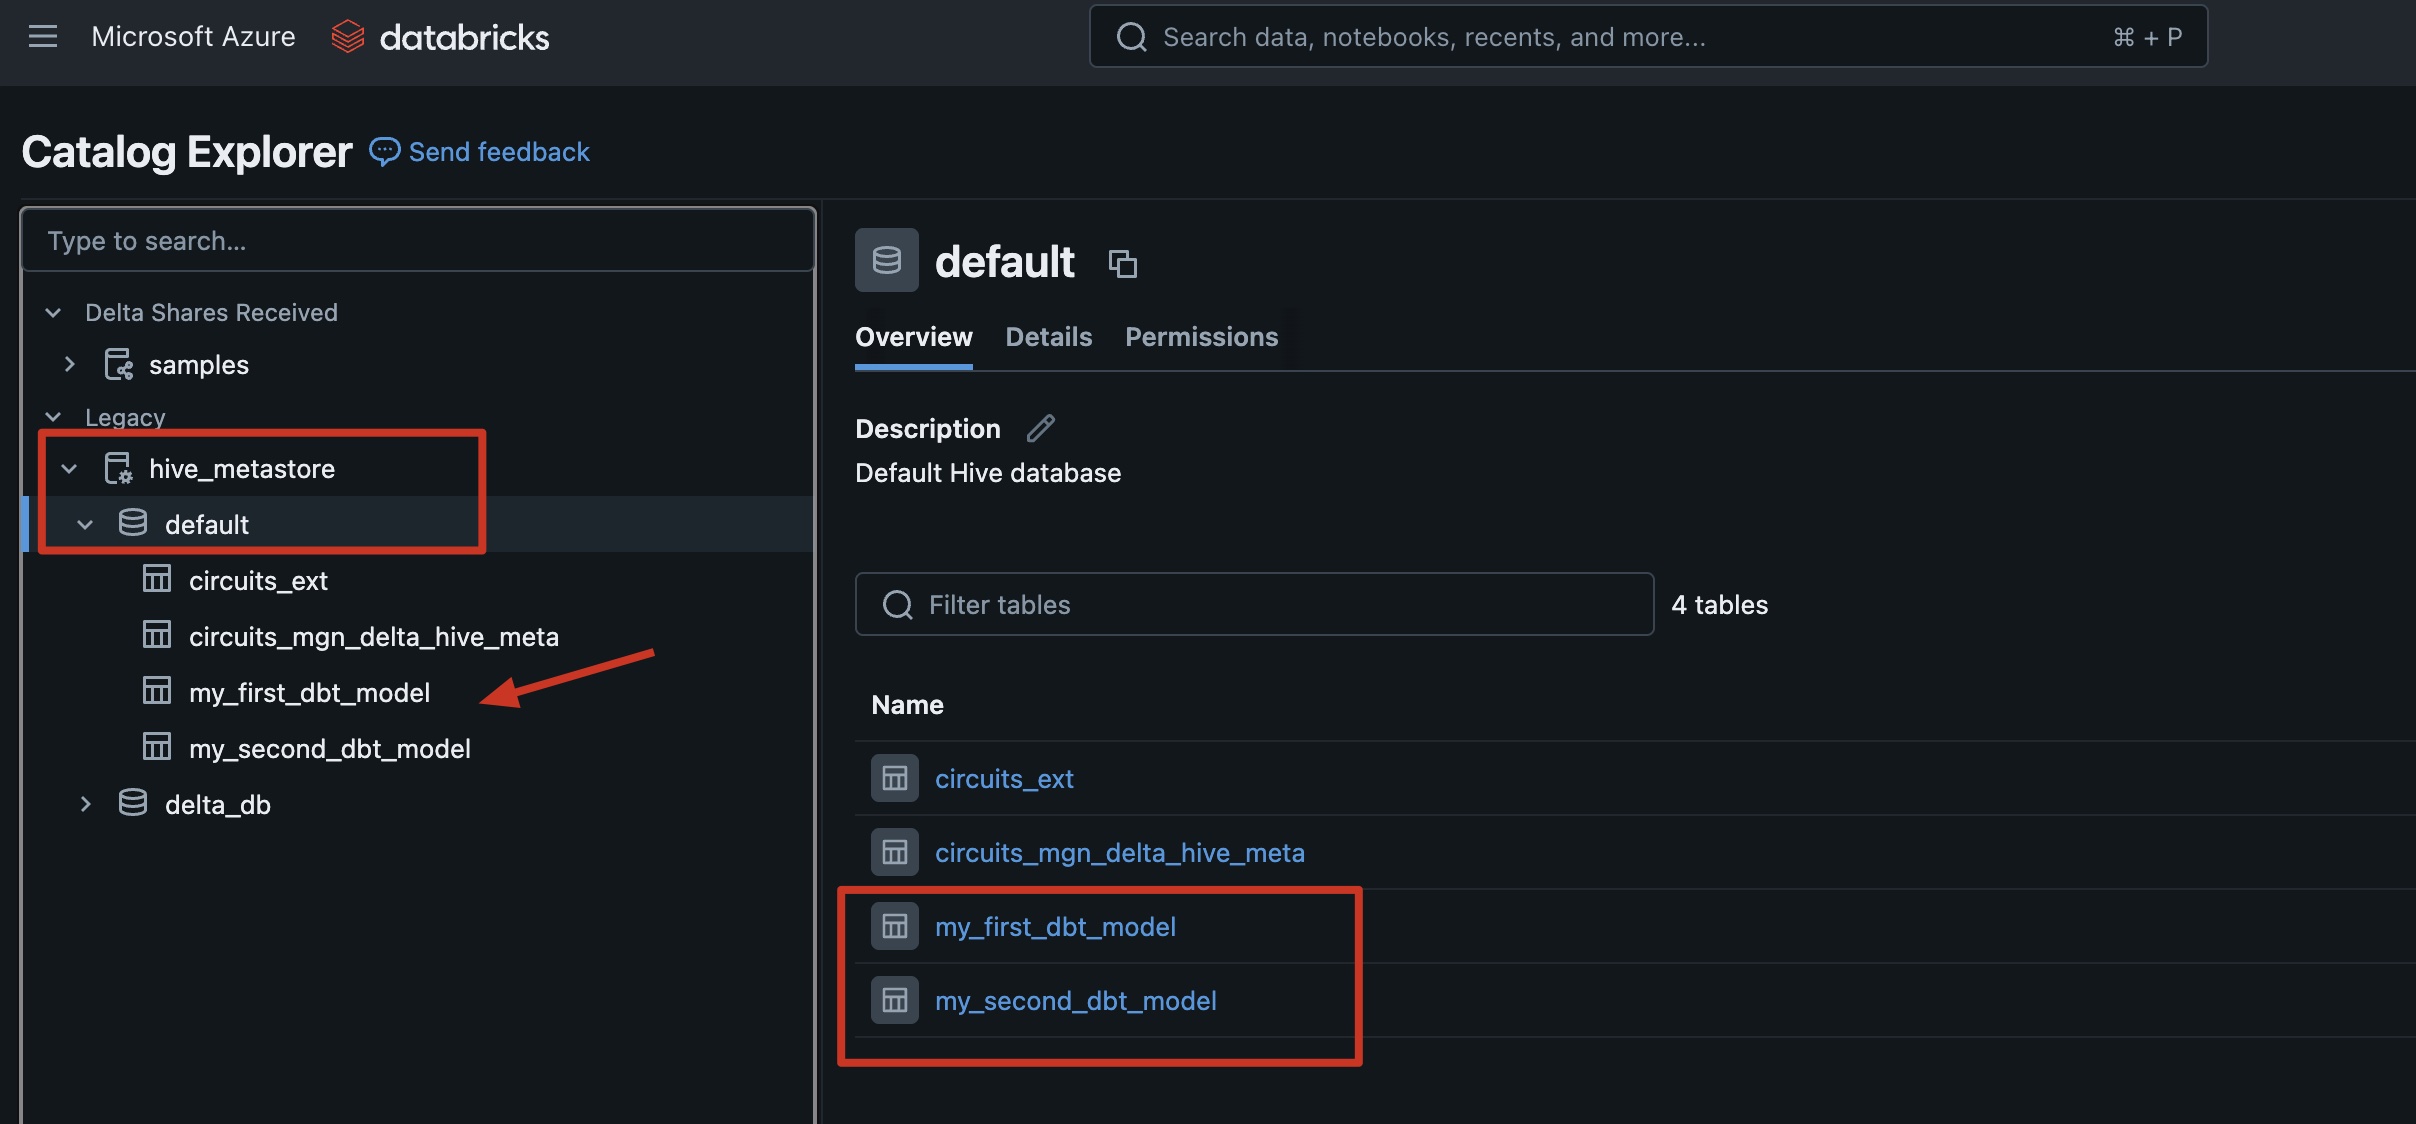 Microsoft Azure databricks
Search data, notebooks, recents, and more... ⌘ + P
Catalog Explorer Send feedback
Type to search...
Delta Shares Received
samples
Legacy
hive_metastore
default
circuits_ext
circuits_mgn_delta_hive_meta
my_first_dbt_model
my_second_dbt_model
delta_db
default
Overview Details Permissions
Description
Default Hive database
Filter tables 4 tables
Name
circuits_ext
circuits_mgn_delta_hive_meta
my_first_dbt_model
my_second_dbt_model